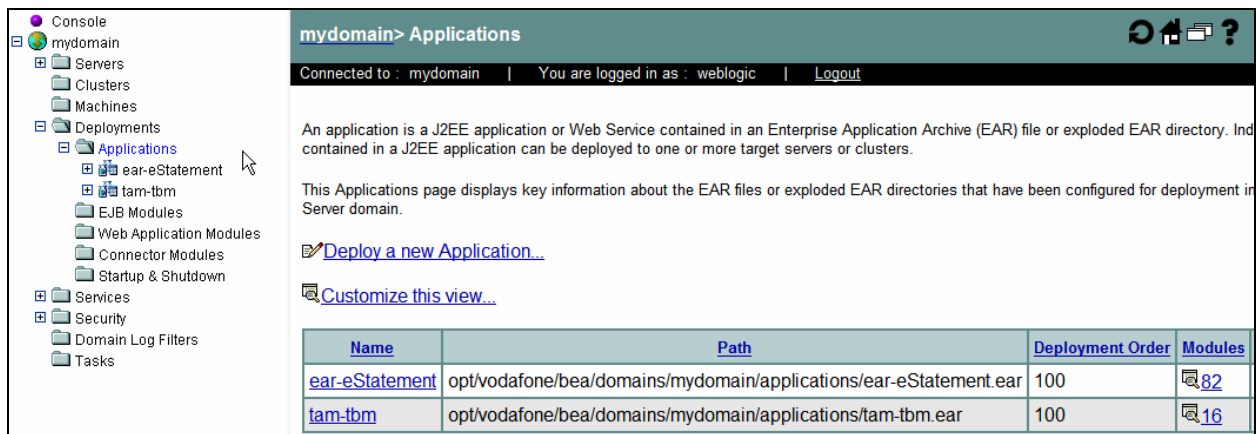 Console
mydomain
Servers
Clusters
Machines
Deployments
Applications
ear-eStatement
tam-tbm
EJB Modules
Web Application Modules
Connector Modules
Startup & Shutdown
Services
Security
Domain Log Filters
Tasks
mydomain> Applications
?
Connected to : mydomain | You are logged in as : weblogic | Logout
An application is a J2EE application or Web Service contained in an Enterprise Application Archive (EAR) file or exploded EAR directory. Ind
contained in a J2EE application can be deployed to one or more target servers or clusters.
This Applications page displays key information about the EAR files or exploded EAR directories that have been configured for deployment in
Server domain.
Deploy a new Application...
Customize this view...
Name Path Deployment Order Modules
ear-eStatement opt/vodafone/bea/domains/mydomain/applications/ear-eStatement.ear 100 82
tam-tbm opt/vodafone/bea/domains/mydomain/applications/tam-tbm.ear 100 16